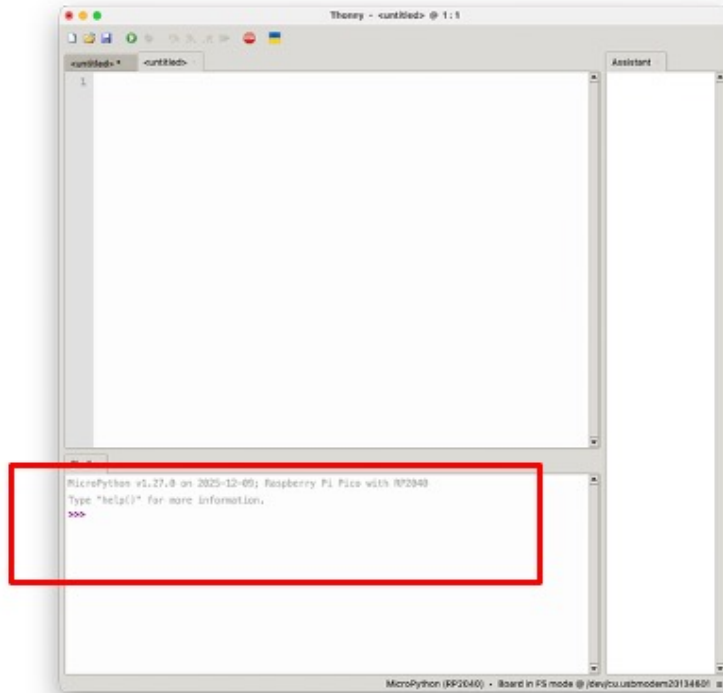 Thonny - <untitled> @ 1:1
<untitled> *
<untitled>
Assistant
1
MicroPython v1.27.0 on 2025-12-09; Raspberry Pi Pico with RP2040
Type "help()" for more information.
>>>
MicroPython (RP2040) • Board in FS mode @ /dev/cu.usbmodem20134601 ≡